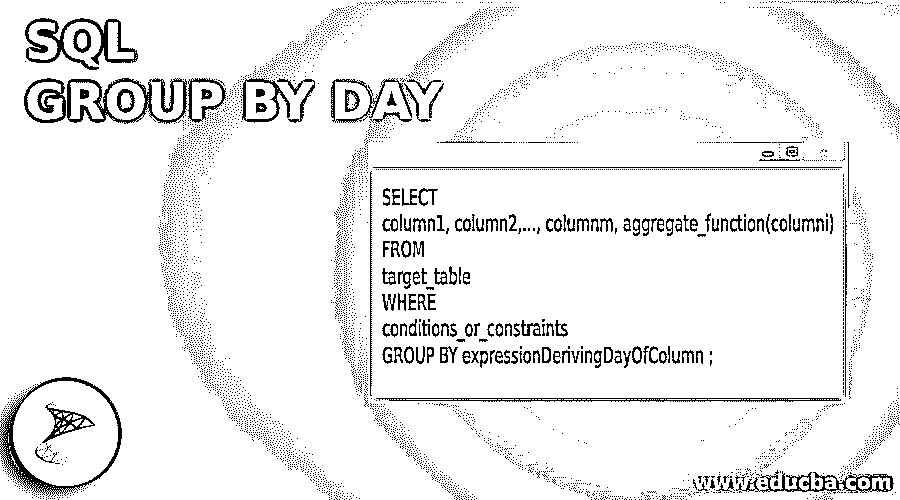 SQL
GROUP BY DAY
SELECT
column1, column2,..., columnm, aggregate_function(columni)
FROM
target_table
WHERE
conditions_or_constraints
GROUP BY expressionDerivingDayOfColumn ;
www.educba.com